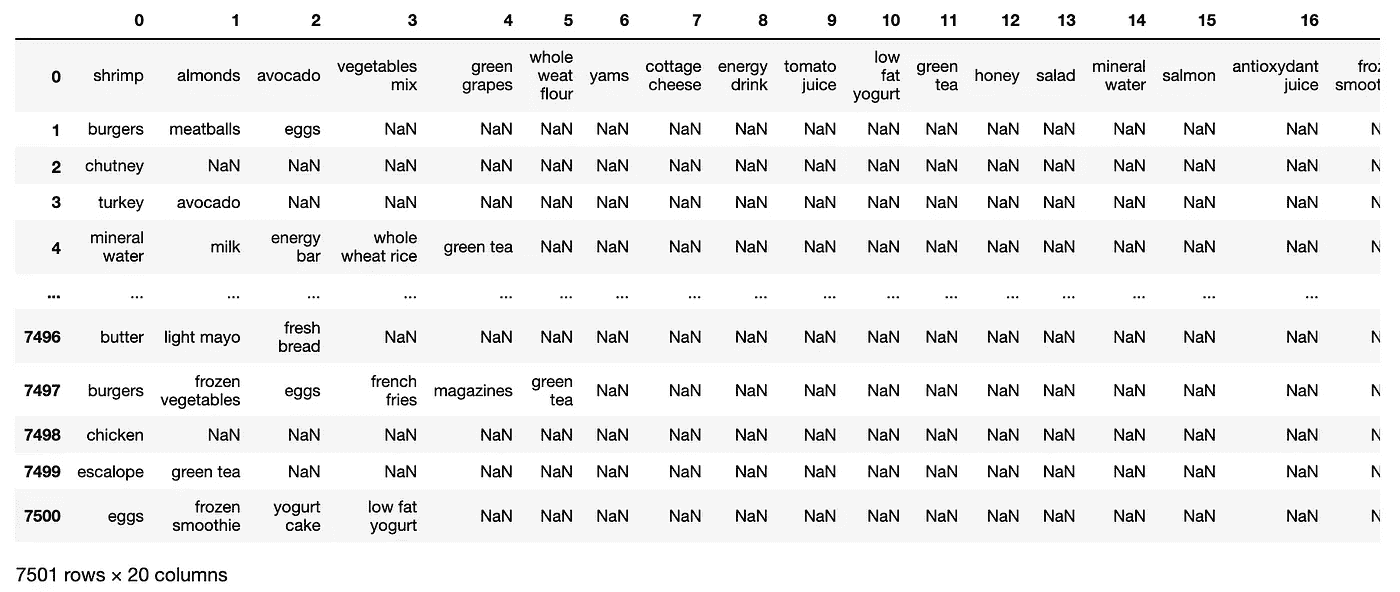 0 1 2 3 4 5 6 7 8 9 10 11 12 13 14 15 16
0 shrimp almonds avocado vegetables mix green grapes whole weat flour yams cottage cheese energy drink tomato juice low fat yogurt green tea honey salad mineral water salmon antioxydant juice
1 burgers meatballs eggs NaN NaN NaN NaN NaN NaN NaN NaN NaN NaN NaN NaN NaN NaN
2 chutney NaN NaN NaN NaN NaN NaN NaN NaN NaN NaN NaN NaN NaN NaN NaN NaN
3 turkey avocado NaN NaN NaN NaN NaN NaN NaN NaN NaN NaN NaN NaN NaN NaN NaN
4 mineral water milk energy bar whole wheat rice green tea NaN NaN NaN NaN NaN NaN NaN NaN NaN NaN NaN NaN
... ... ... ... ... ... ... ... ... ... ... ... ... ... ... ... ... ...
7496 butter light mayo fresh bread NaN NaN NaN NaN NaN NaN NaN NaN NaN NaN NaN NaN NaN NaN
7497 burgers frozen vegetables eggs french fries magazines green tea NaN NaN NaN NaN NaN NaN NaN NaN NaN NaN NaN
7498 chicken NaN NaN NaN NaN NaN NaN NaN NaN NaN NaN NaN NaN NaN NaN NaN NaN
7499 escalope green tea NaN NaN NaN NaN NaN NaN NaN NaN NaN NaN NaN NaN NaN NaN NaN
7500 eggs frozen smoothie yogurt cake low fat yogurt NaN NaN NaN NaN NaN NaN NaN NaN NaN NaN NaN NaN NaN
7501 rows × 20 columns